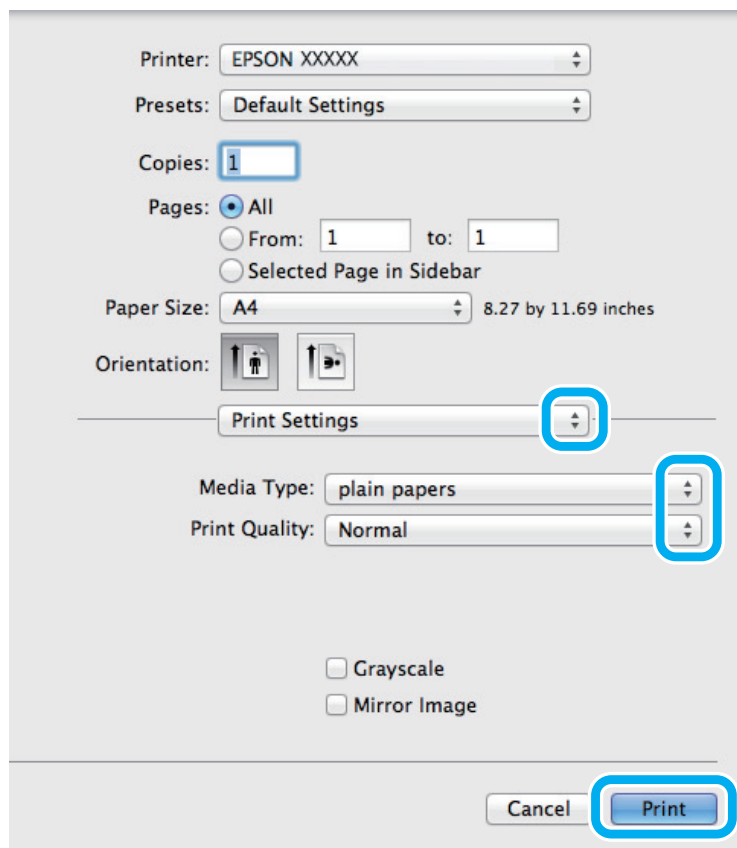 Printer: EPSON XXXXX
Presets: Default Settings
Copies: 1
Pages: All
From: 1 to: 1
Selected Page in Sidebar
Paper Size: A4 8.27 by 11.69 inches
Orientation:
Print Settings
Media Type: plain papers
Print Quality: Normal
Grayscale
Mirror Image
Cancel Print